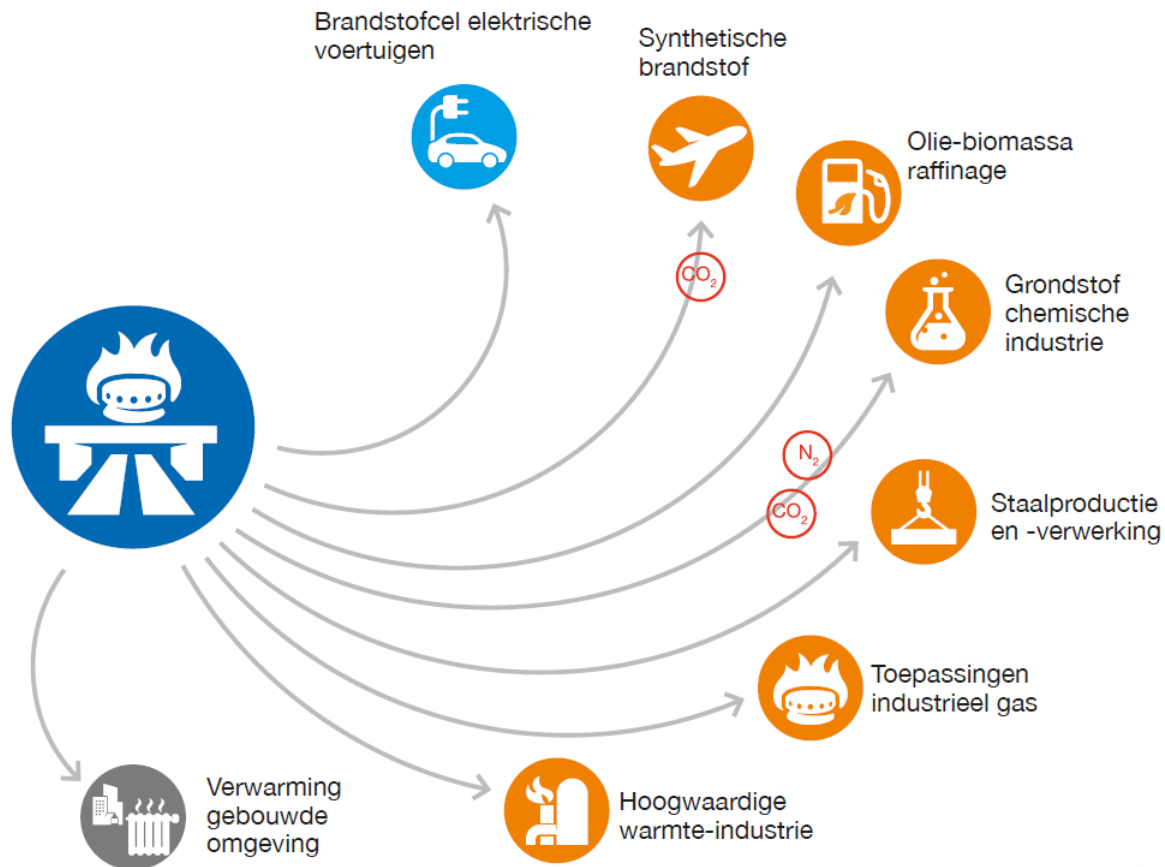 Brandstofcel elektrische
voertuigen
Synthetische
brandstof
Olie-biomassa
raffinage
CO₂
Grondstof
chemische
industrie
N₂
CO₂
Staalproductie
en -verwerking
Toepassingen
industrieel gas
Hoogwaardige
warmte-industrie
Verwarming
gebouwde
omgeving